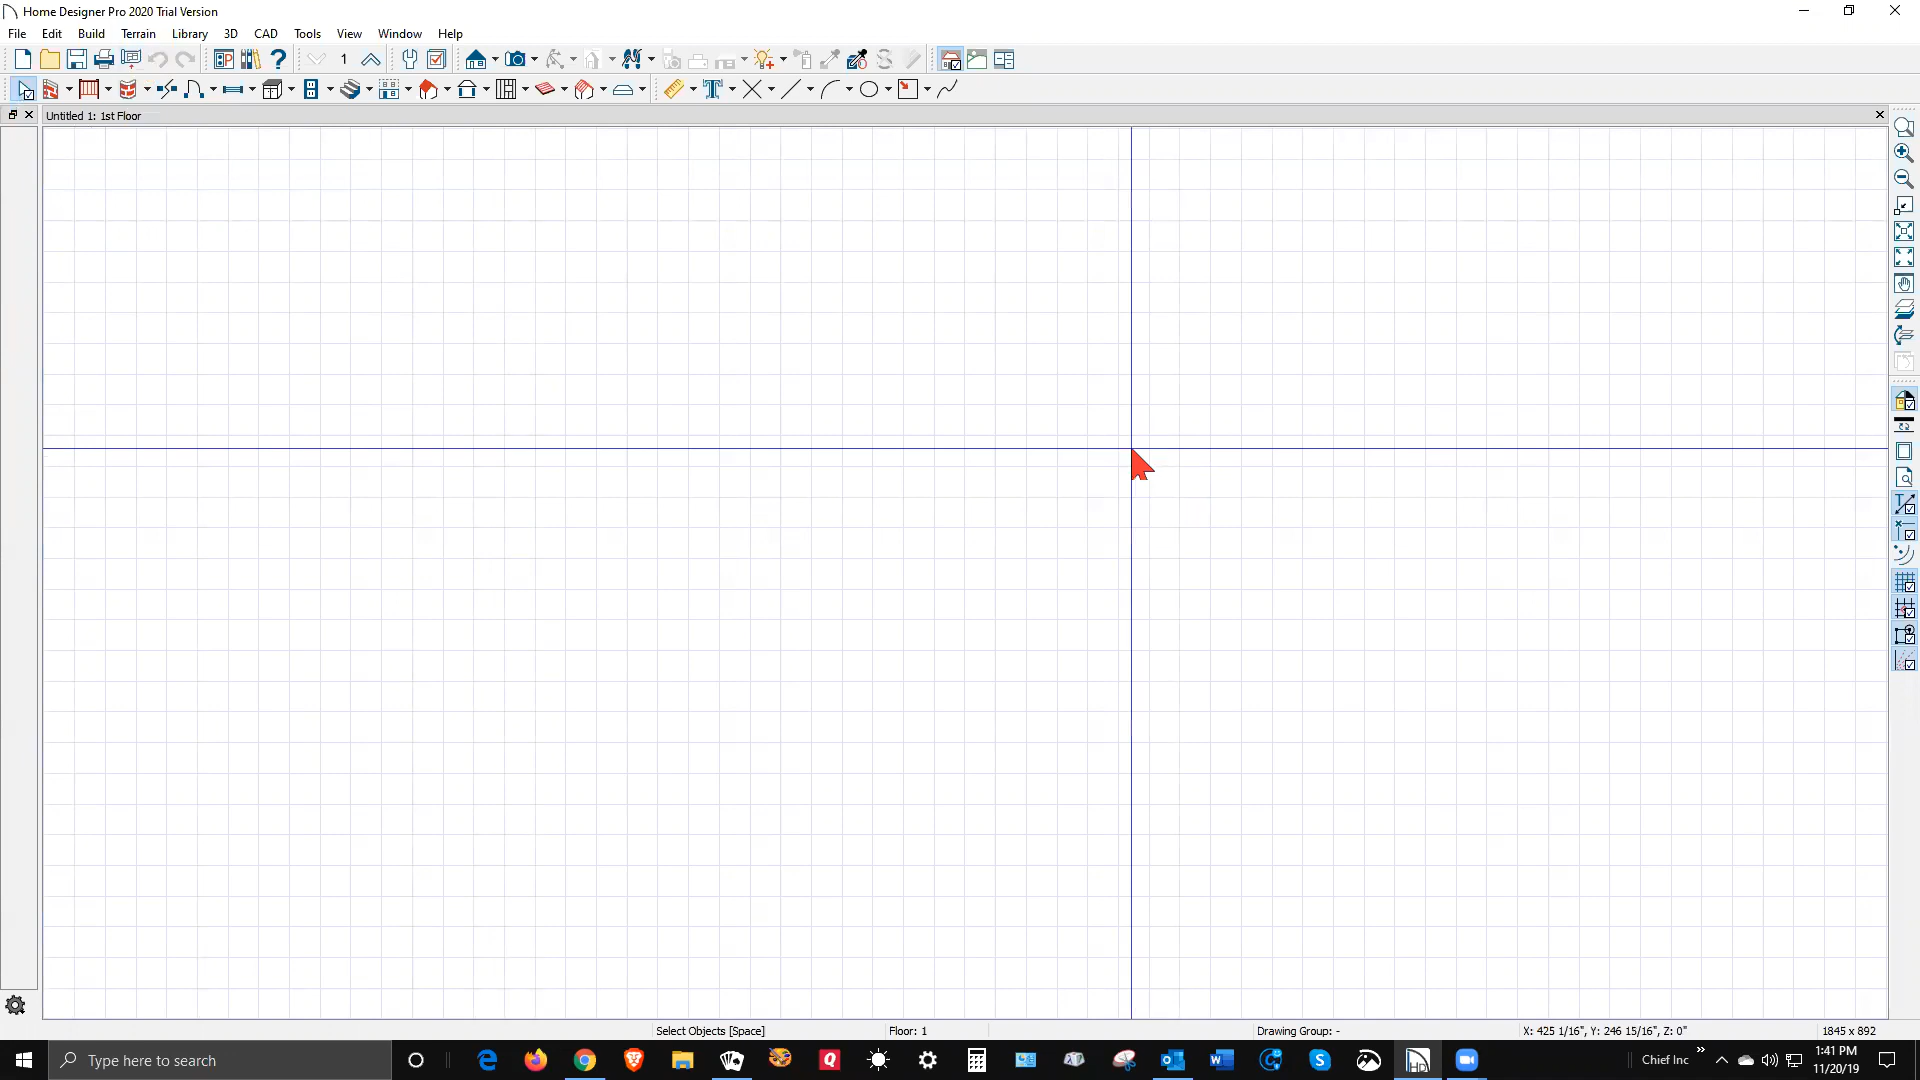 Home Designer Pro 2020 Trial Version
File Edit Build Terrain Library 3D CAD Tools View Window Help
1
Untitled 1: 1st Floor
Select Objects [Space] Floor: 1 Drawing Group: - X: 425 1/16", Y: 246 15/16", Z: 0" 1845 x 892
Type here to search
Chief Inc
1:41 PM
11/20/19